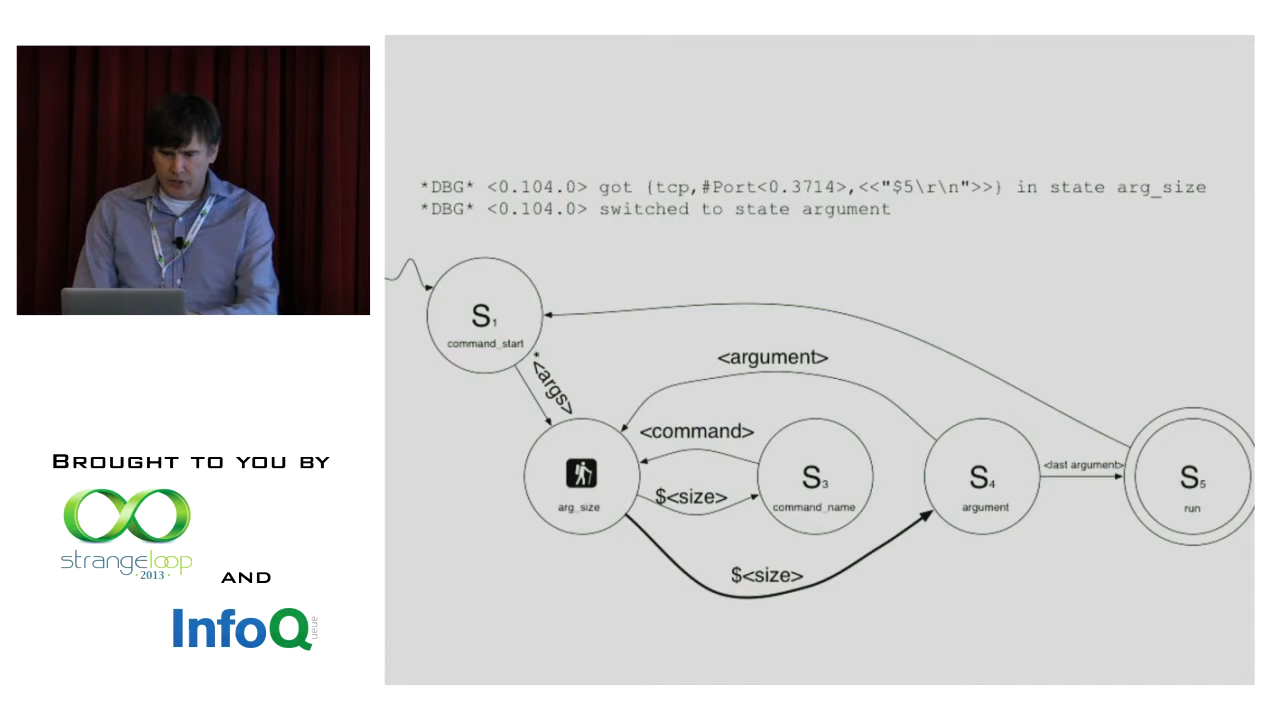 *DBG* <0.104.0> got {tcp,#Port<0.3714>,<<"$5\r\n">>} in state arg_size
*DBG* <0.104.0> switched to state argument
S1
command_start
*<args>
<argument>
<command>
$<size>
arg_size
S3
command_name
S4
argument
<last argument>
S5
run
$<size>
BROUGHT TO YOU BY
strangeloop
·2013·
AND
InfoQ
ueue